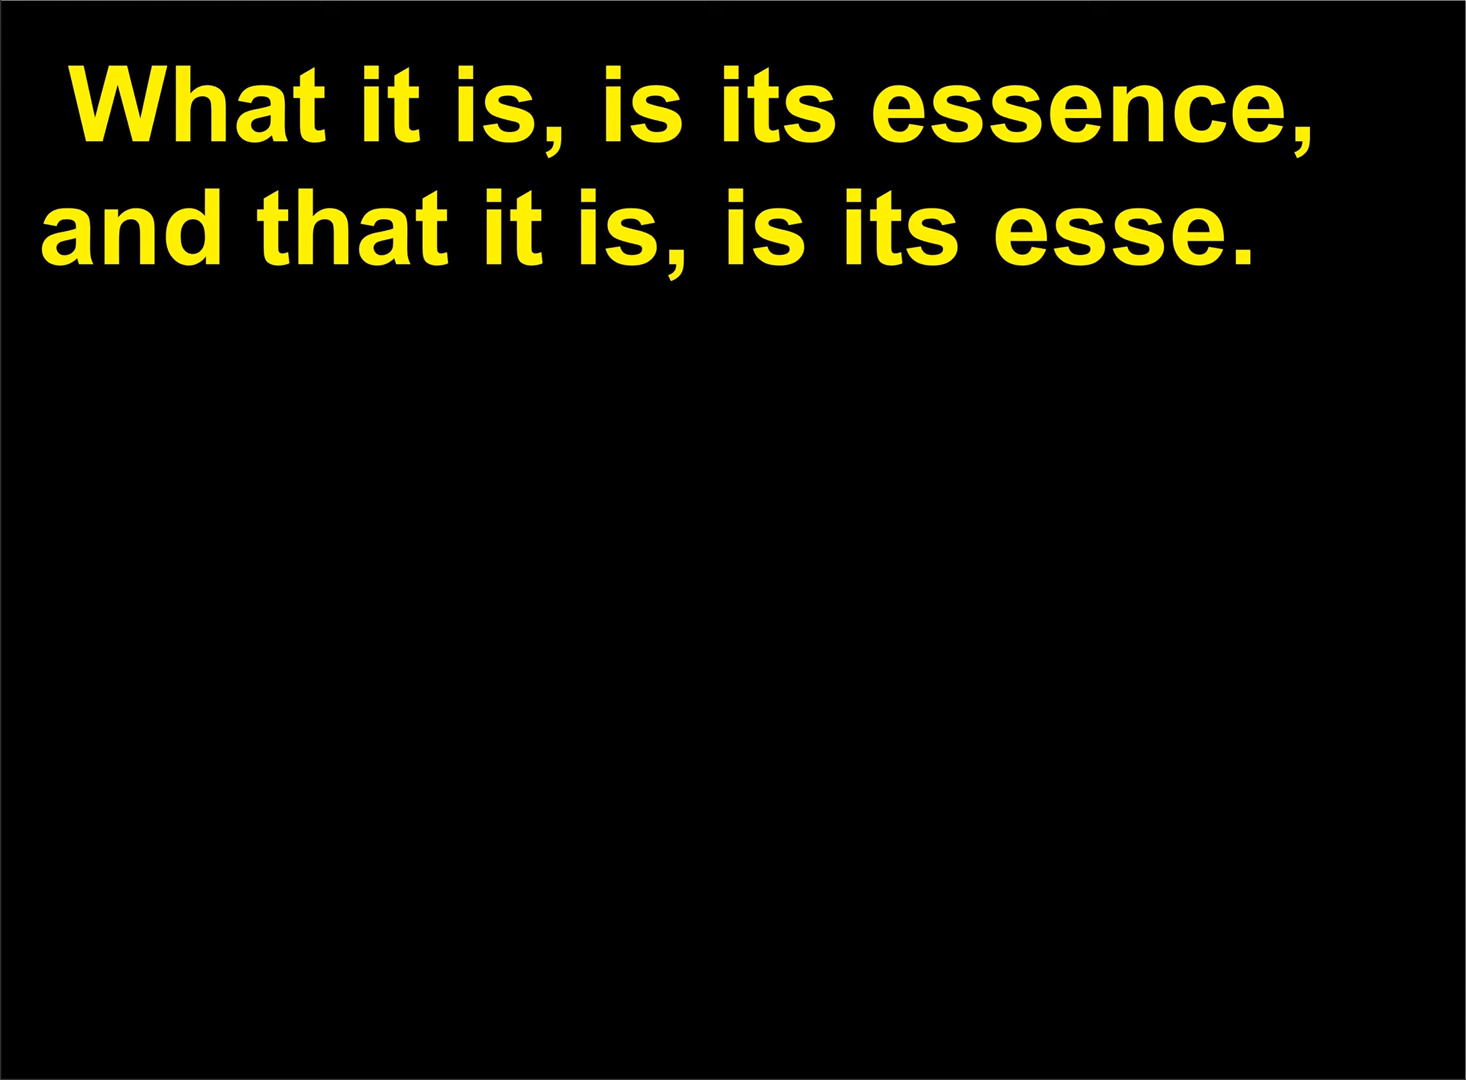 What it is, is its essence,
and that it is, is its esse.